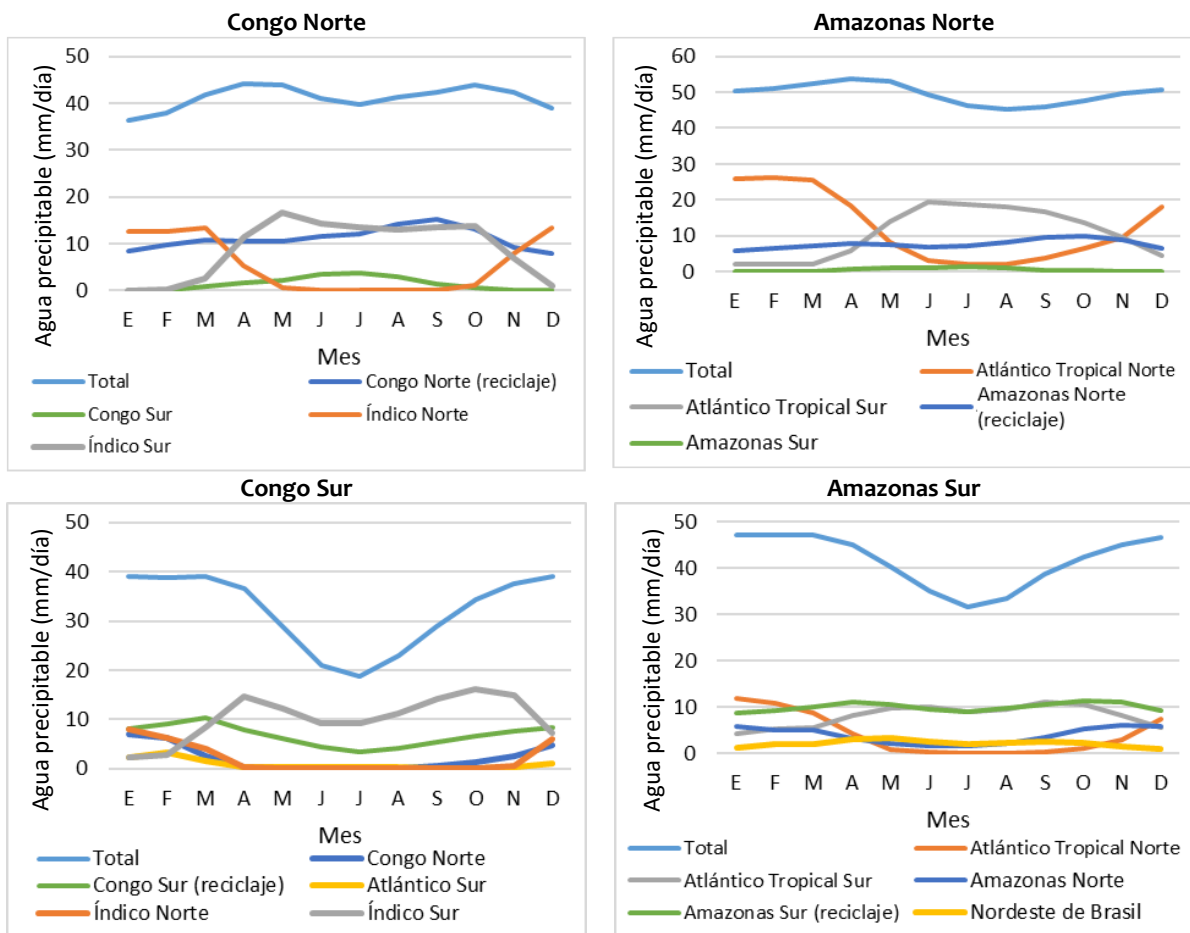 Congo Norte
Agua precipitable (mm/día)
50
40
30
20
10
0
E F M A M J J A S O N D
Mes
Total
Congo Norte (reciclaje)
Congo Sur
Índico Norte
Índico Sur
Amazonas Norte
Agua precipitable (mm/día)
60
50
40
30
20
10
0
E F M A M J J A S O N D
Mes
Total
Atlántico Tropical Norte
Atlántico Tropical Sur
Amazonas Norte
(reciclaje)
Amazonas Sur
Congo Sur
Agua precipitable (mm/día)
50
40
30
20
10
0
E F M A M J J A S O N D
Mes
Total
Congo Norte
Congo Sur (reciclaje)
Atlántico Sur
Índico Norte
Índico Sur
Amazonas Sur
Agua precipitable (mm/día)
50
40
30
20
10
0
E F M A M J J A S O N D
Mes
Total
Atlántico Tropical Norte
Atlántico Tropical Sur
Amazonas Norte
Amazonas Sur (reciclaje)
Nordeste de Brasil